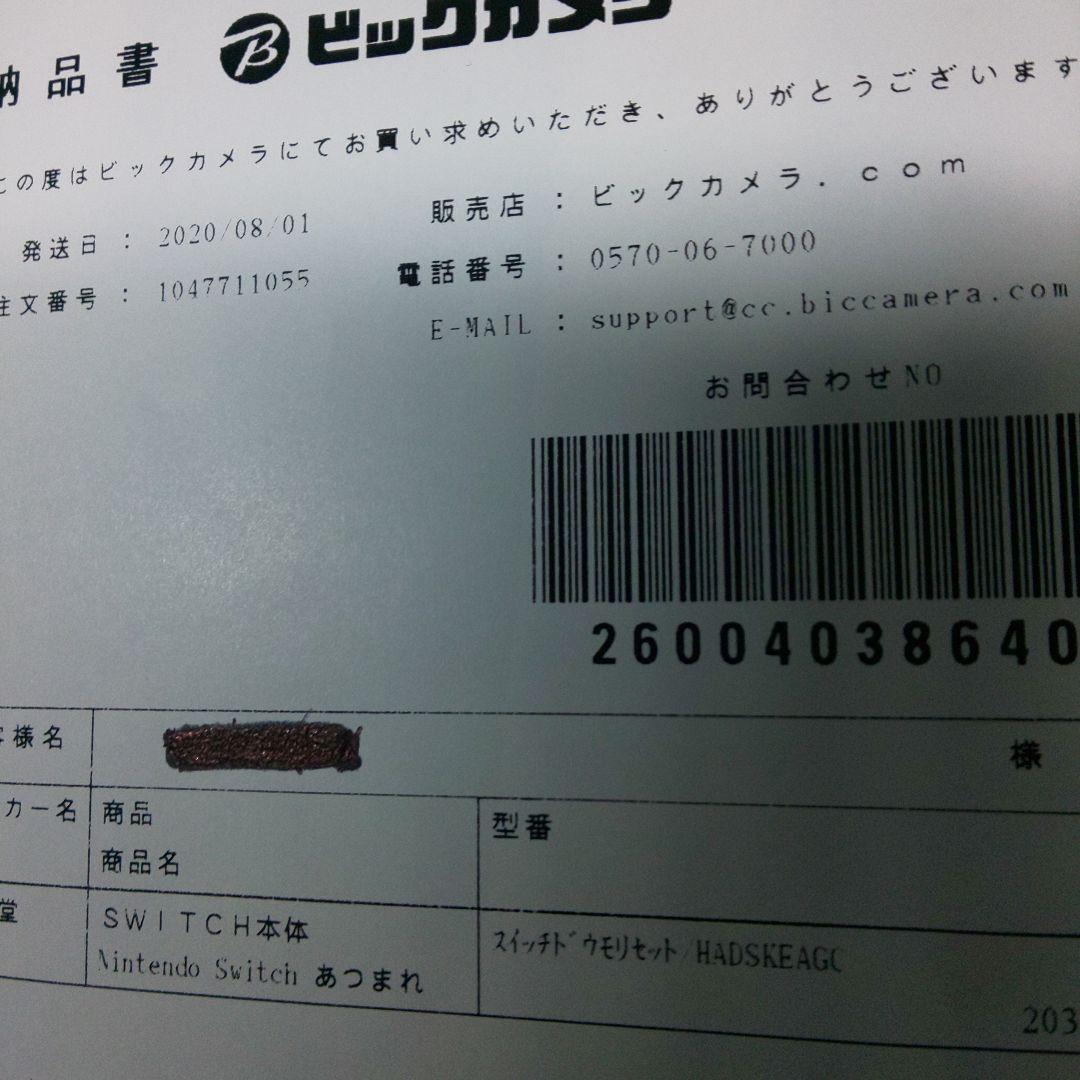 納品書 ビックカメラ
この度はビックカメラにてお買い求めいただき、ありがとうございます
発送日 : 2020/08/01
販売店 : ビックカメラ.com
注文番号 : 1047711055
電話番号 : 0570-06-7000
E-MAIL : support@cc.biccamera.com
お問合わせNO
26004038640
客様名 様
カー名 商品
商品名 型番
堂 SWITCH本体
Nintendo Switch あつまれ
ｽｲｯﾁﾄﾞｳﾓﾘｾｯﾄ/HADSKEAGC
203